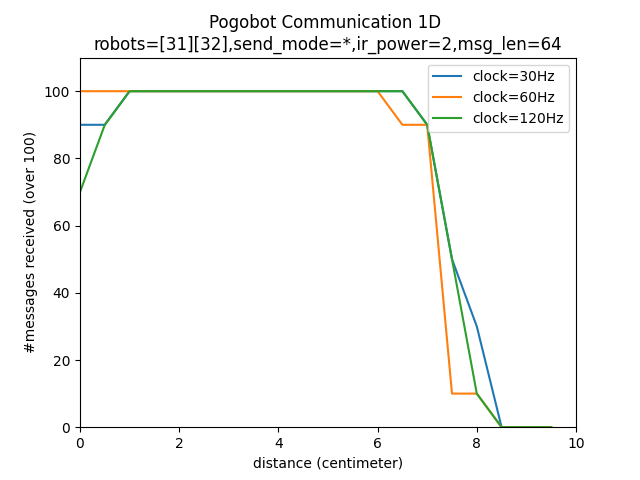 Pogobot Communication 1D
robots=[31][32],send_mode=*,ir_power=2,msg_len=64
clock=30Hz
clock=60Hz
clock=120Hz
#messages received (over 100)
100
80
60
40
20
0
0 2 4 6 8 10
distance (centimeter)